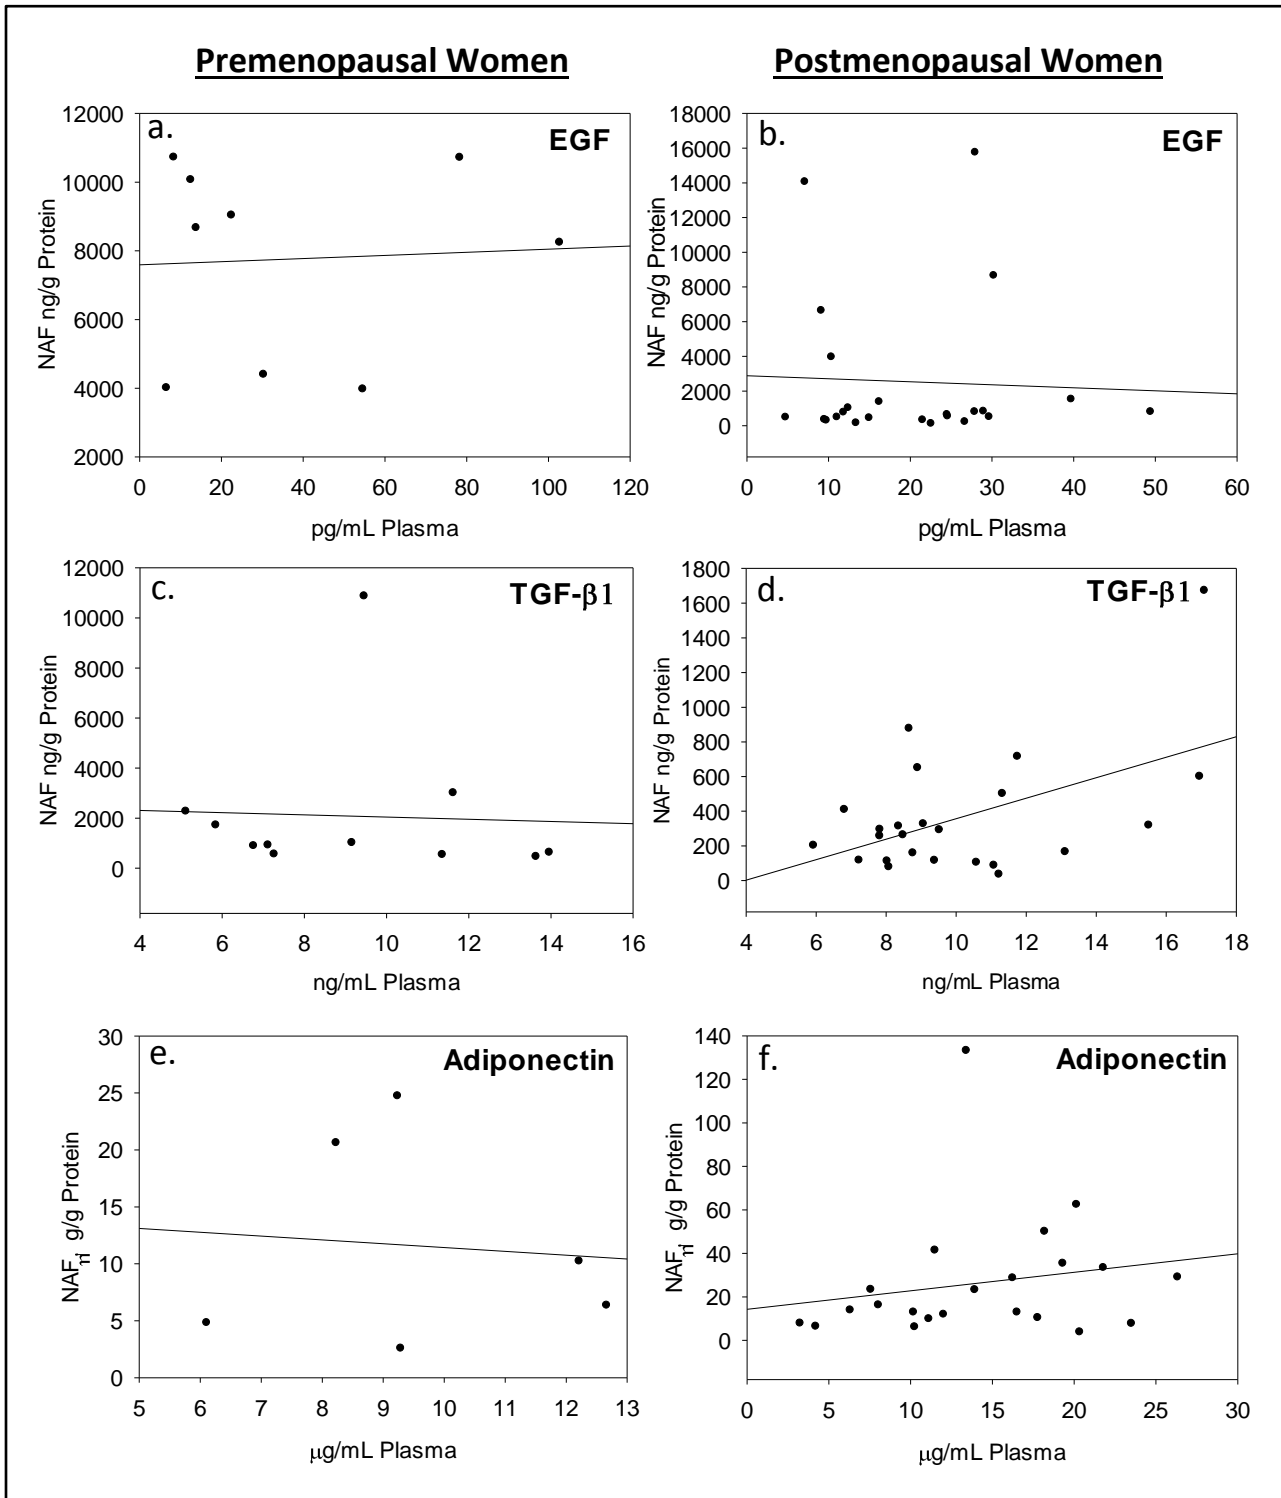 Premenopausal Women
Postmenopausal Women
a.
EGF
12000
10000
8000
6000
4000
2000
NAF ng/g Protein
0 20 40 60 80 100 120
pg/mL Plasma
b.
EGF
18000
16000
14000
12000
10000
8000
6000
4000
2000
0
NAF ng/g Protein
0 10 20 30 40 50 60
pg/mL Plasma
c.
TGF-β1
12000
10000
8000
6000
4000
2000
0
NAF ng/g Protein
4 6 8 10 12 14 16
ng/mL Plasma
d.
TGF-β1
1800
1600
1400
1200
1000
800
600
400
200
0
NAF ng/g Protein
4 6 8 10 12 14 16 18
ng/mL Plasma
e.
Adiponectin
30
25
20
15
10
5
0
NAF g/g Protein
5 6 7 8 9 10 11 12 13
μg/mL Plasma
f.
Adiponectin
140
120
100
80
60
40
20
0
NAF g/g Protein
0 5 10 15 20 25 30
μg/mL Plasma